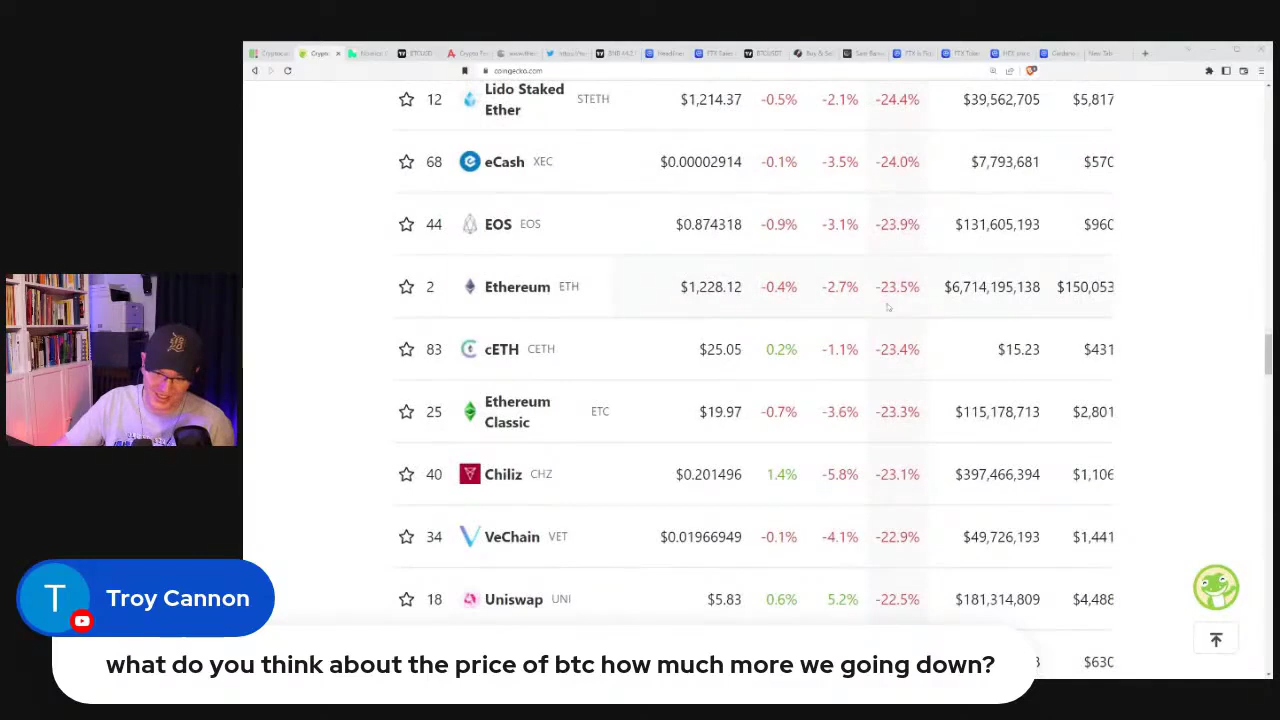 coingecko.com
12 Lido Staked Ether STETH $1,214.37 -0.5% -2.1% -24.4% $39,562,705 $5,817
68 eCash XEC $0.00002914 -0.1% -3.5% -24.0% $7,793,681 $570
44 EOS EOS $0.874318 -0.9% -3.1% -23.9% $131,605,193 $960
2 Ethereum ETH $1,228.12 -0.4% -2.7% -23.5% $6,714,195,138 $150,053
83 cETH CETH $25.05 0.2% -1.1% -23.4% $15.23 $431
25 Ethereum Classic ETC $19.97 -0.7% -3.6% -23.3% $115,178,713 $2,801
40 Chiliz CHZ $0.201496 1.4% -5.8% -23.1% $397,466,394 $1,106
34 VeChain VET $0.01966949 -0.1% -4.1% -22.9% $49,726,193 $1,441
18 Uniswap UNI $5.83 0.6% 5.2% -22.5% $181,314,809 $4,488
$630
T Troy Cannon
what do you think about the price of btc how much more we going down?